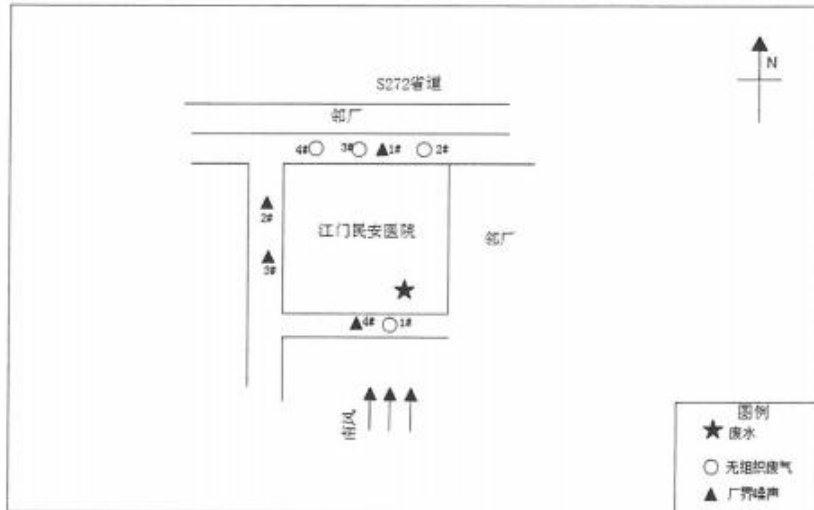 N
S272省道
邻厂
4# 3# 1# 2#
2#
江门民安医院
邻厂
3#
4# 1#
南风
图例
废水
无组织废气
厂界噪声